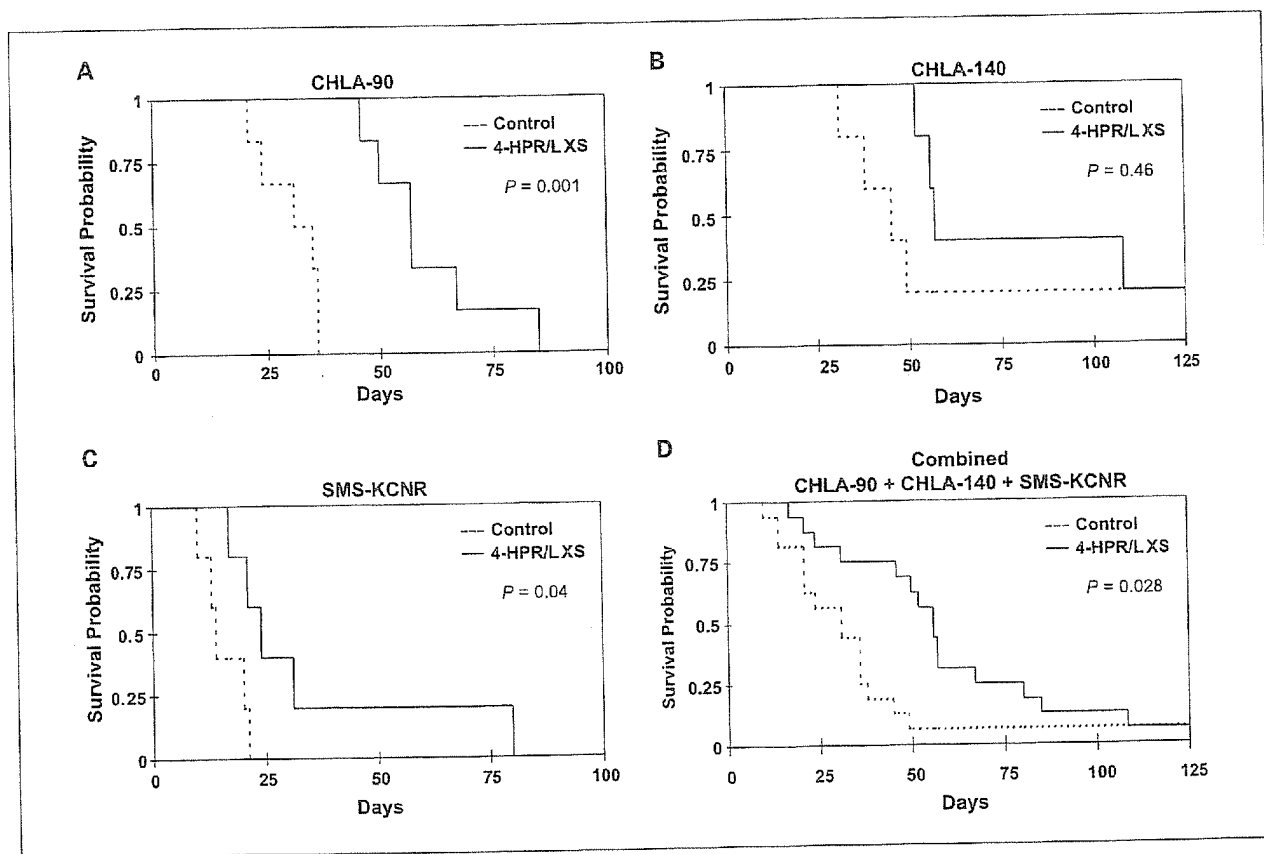 A
CHLA-90
Survival Probability
1
0.75
0.5
0.25
0
--- Control
— 4-HPR/LXS
P = 0.001
0 25 50 75 100
Days
B
CHLA-140
Survival Probability
1
0.75
0.5
0.25
0
--- Control
— 4-HPR/LXS
P = 0.46
0 25 50 75 100 125
Days
C
SMS-KCNR
Survival Probability
1
0.75
0.5
0.25
0
--- Control
— 4-HPR/LXS
P = 0.04
0 25 50 75 100
Days
D
Combined
CHLA-90 + CHLA-140 + SMS-KCNR
Survival Probability
1
0.75
0.5
0.25
0
Control
— 4-HPR/LXS
P = 0.028
0 25 50 75 100 125
Days